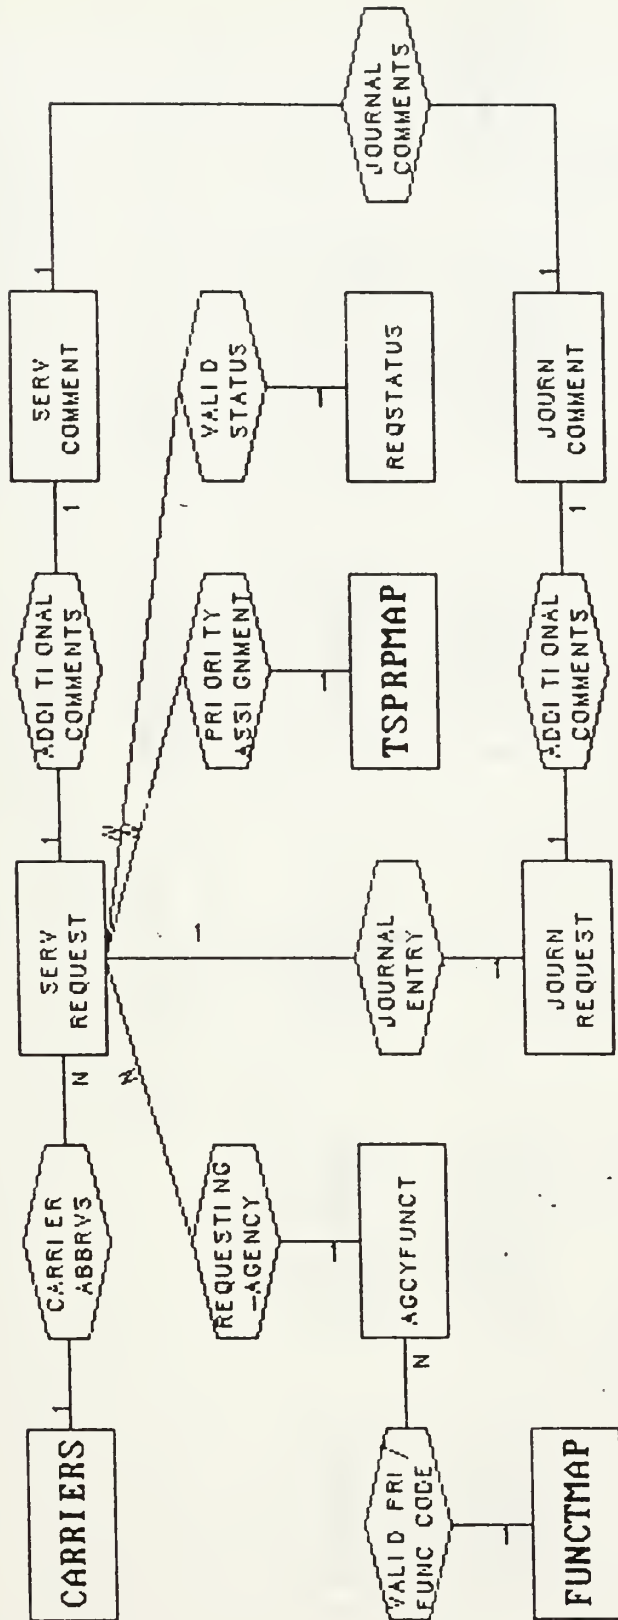 CARRIERS
1
CARRIER
ABBRVS
N
SERV
REQUEST
1
ADDITIONAL
COMMENTS
1
SERV
COMMENT
1
N
N
N
1
REQUESTING
-AGENCY
PRIORITY
ASSIGNMENT
VALID
STATUS
1
1
1
AGCYFUNCT
TSPRPMAP
REQSTATUS
JOURNAL
COMMENTS
VALID PRI/
FUNC CODE
N
JOURNAL
ENTRY
1
1
FUNCTMAP
JOURN
REQUEST
1
ADDITIONAL
COMMENTS
1
JOURN
COMMENT
1